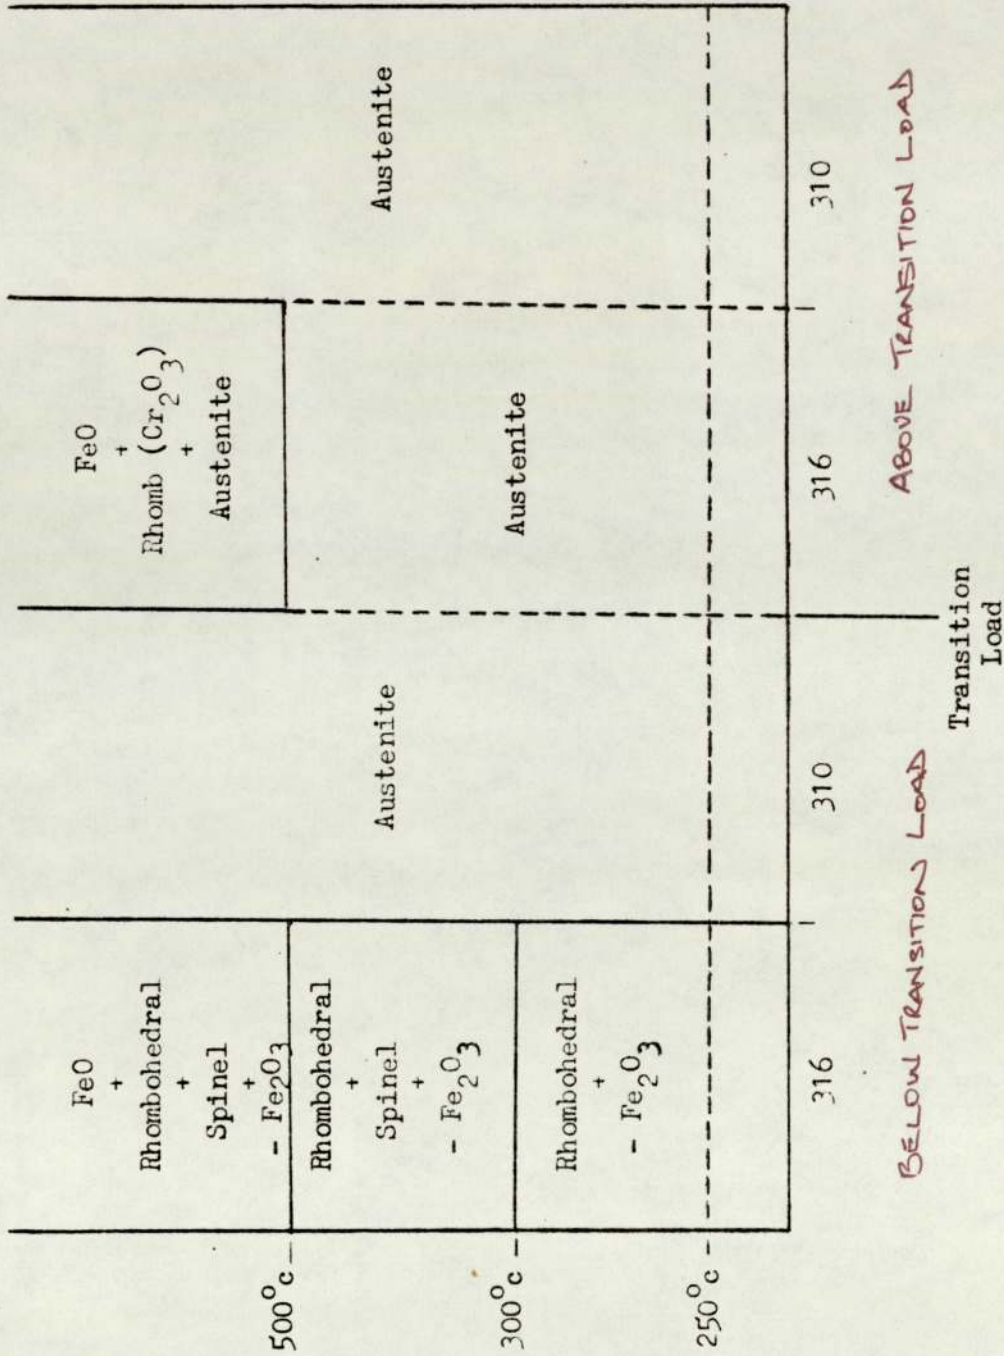 FeO
+
Rhombohedral
+
Spinel
+
- Fe₂O₃
Rhombohedral
+
Spinel
+
- Fe₂O₃
Rhombohedral
+
- Fe₂O₃
Austenite
FeO
+
Rhomb (Cr₂O₃)
+
Austenite
Austenite
Austenite
500°c
300°c
250°c
316
310
316
310
Transition
Load
BELOW TRANSITION LOAD
ABOVE TRANSITION LOAD